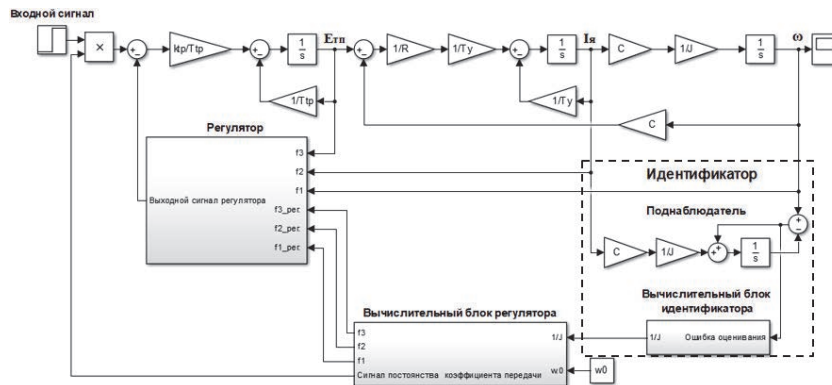 Входной сигнал
×
ktp/Ttp
1
s
Eтп
1/R
1/Ty
1
s
Iя
C
1/J
1
s
ω
1/Ttp
1/Ty
C
Регулятор
f3
f2
f1
Выходной сигнал регулятора
f3_рег.
f2_рег.
f1_рег.
Идентификатор
Поднаблюдатель
C
1/J
1
s
Вычислительный блок
идентификатора
1/J
Ошибка оценивания
Вычислительный блок регулятора
f3
f2
f1
Сигнал постоянства коэффициента передачи
1/J
w0
w0